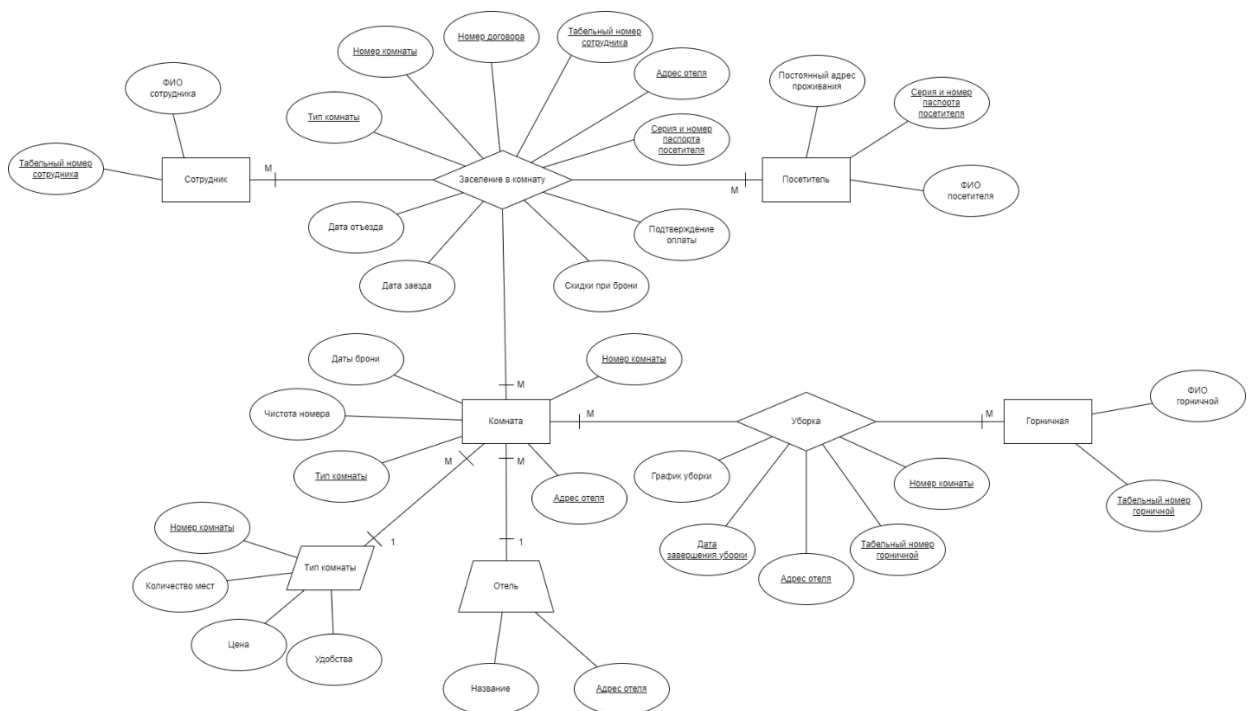 Номер договора
Табельный номер
сотрудника
Номер комнаты
ФИО
сотрудника
Адрес отеля
Постоянный адрес
проживания
Серия и номер
паспорта
посетителя
Тип комнаты
Серия и номер
паспорта
посетителя
Табельный номер
сотрудника
Сотрудник
М
Заселение в комнату
М
Посетитель
ФИО
посетителя
Дата отъезда
Подтверждение
оплаты
Дата заезда
Скидки при брони
Даты брони
Номер комнаты
М
ФИО
горничной
Чистота номера
Комната
М
Уборка
М
Горничная
М
М
Тип комнаты
График уборки
Номер комнаты
Адрес отеля
Табельный номер
горничной
Номер комнаты
1
1
Дата
завершения уборки
Табельный номер
горничной
Тип комнаты
Адрес отеля
Количество мест
Отель
Цена
Удобства
Название
Адрес отеля